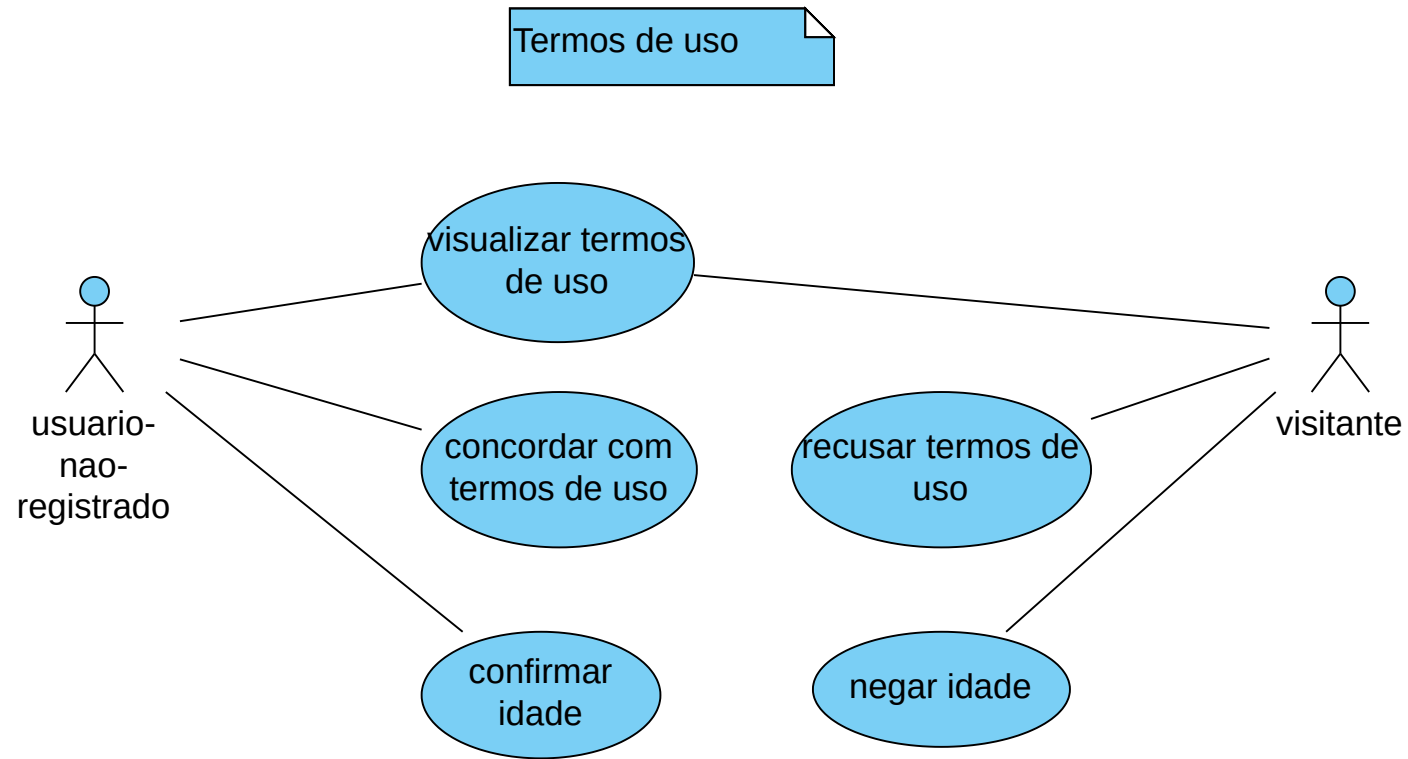 Termos de uso
visualizar termos
de uso
usuario-
nao-
registrado
visitante
concordar com
termos de uso
recusar termos de
uso
confirmar
idade
negar idade